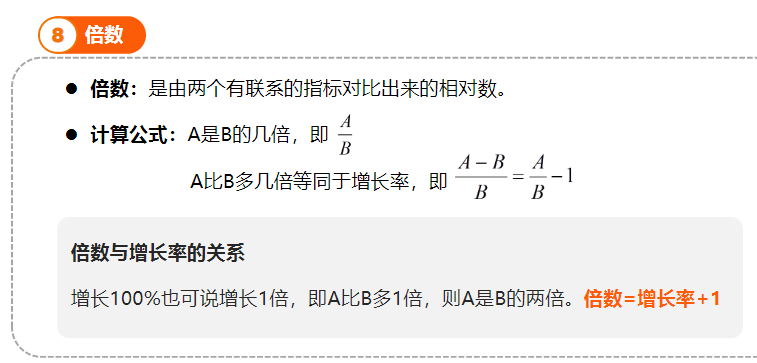 8 倍数
● 倍数：是由两个有联系的指标对比出来的相对数。
● 计算公式：A是B的几倍，即 A/B
A比B多几倍等同于增长率，即 (A−B)/B = A/B −1
倍数与增长率的关系
增长100%也可说增长1倍，即A比B多1倍，则A是B的两倍。倍数=增长率+1